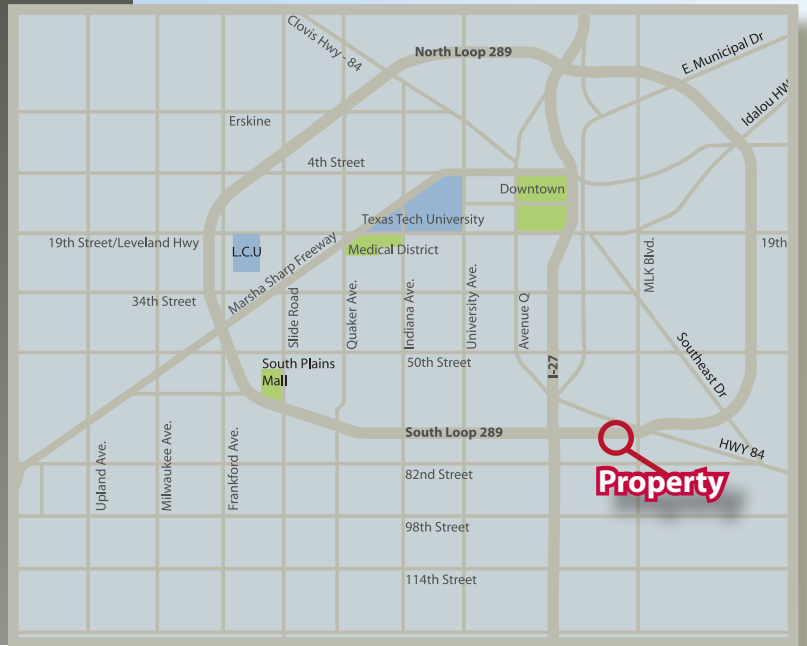 Clovis Hwy - 84
North Loop 289
E. Municipal Dr
Idalou HW
Erskine
4th Street
Downtown
Texas Tech University
19th Street/Leveland Hwy
L.C.U
Medical District
19th
Marsha Sharp Freeway
MLK Blvd.
34th Street
Slide Road
Quaker Ave.
Indiana Ave.
University Ave.
Avenue Q
I-27
Southeast Dr
South Plains
Mall
50th Street
South Loop 289
HWY 84
Upland Ave.
Milwaukee Ave.
Frankford Ave.
82nd Street
Property
98th Street
114th Street